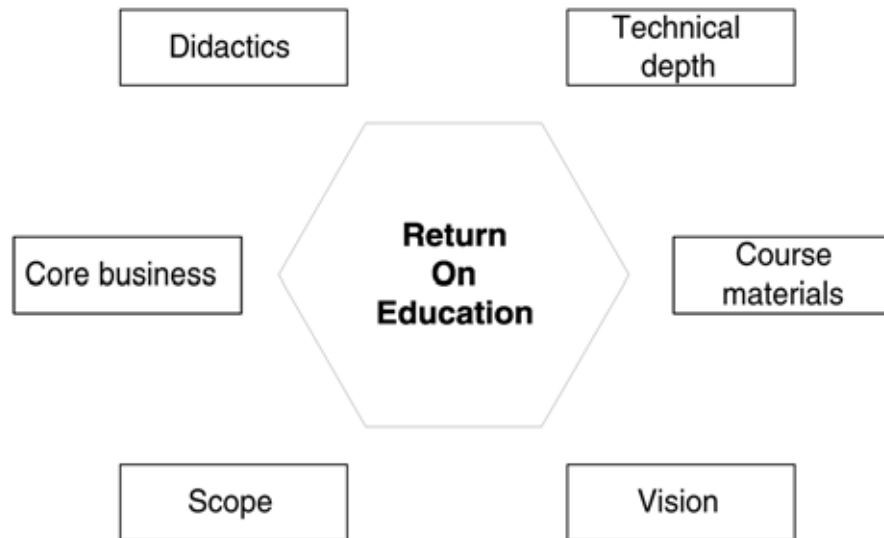 Didactics
Technical
depth
Return
On
Education
Core business
Course
materials
Scope
Vision